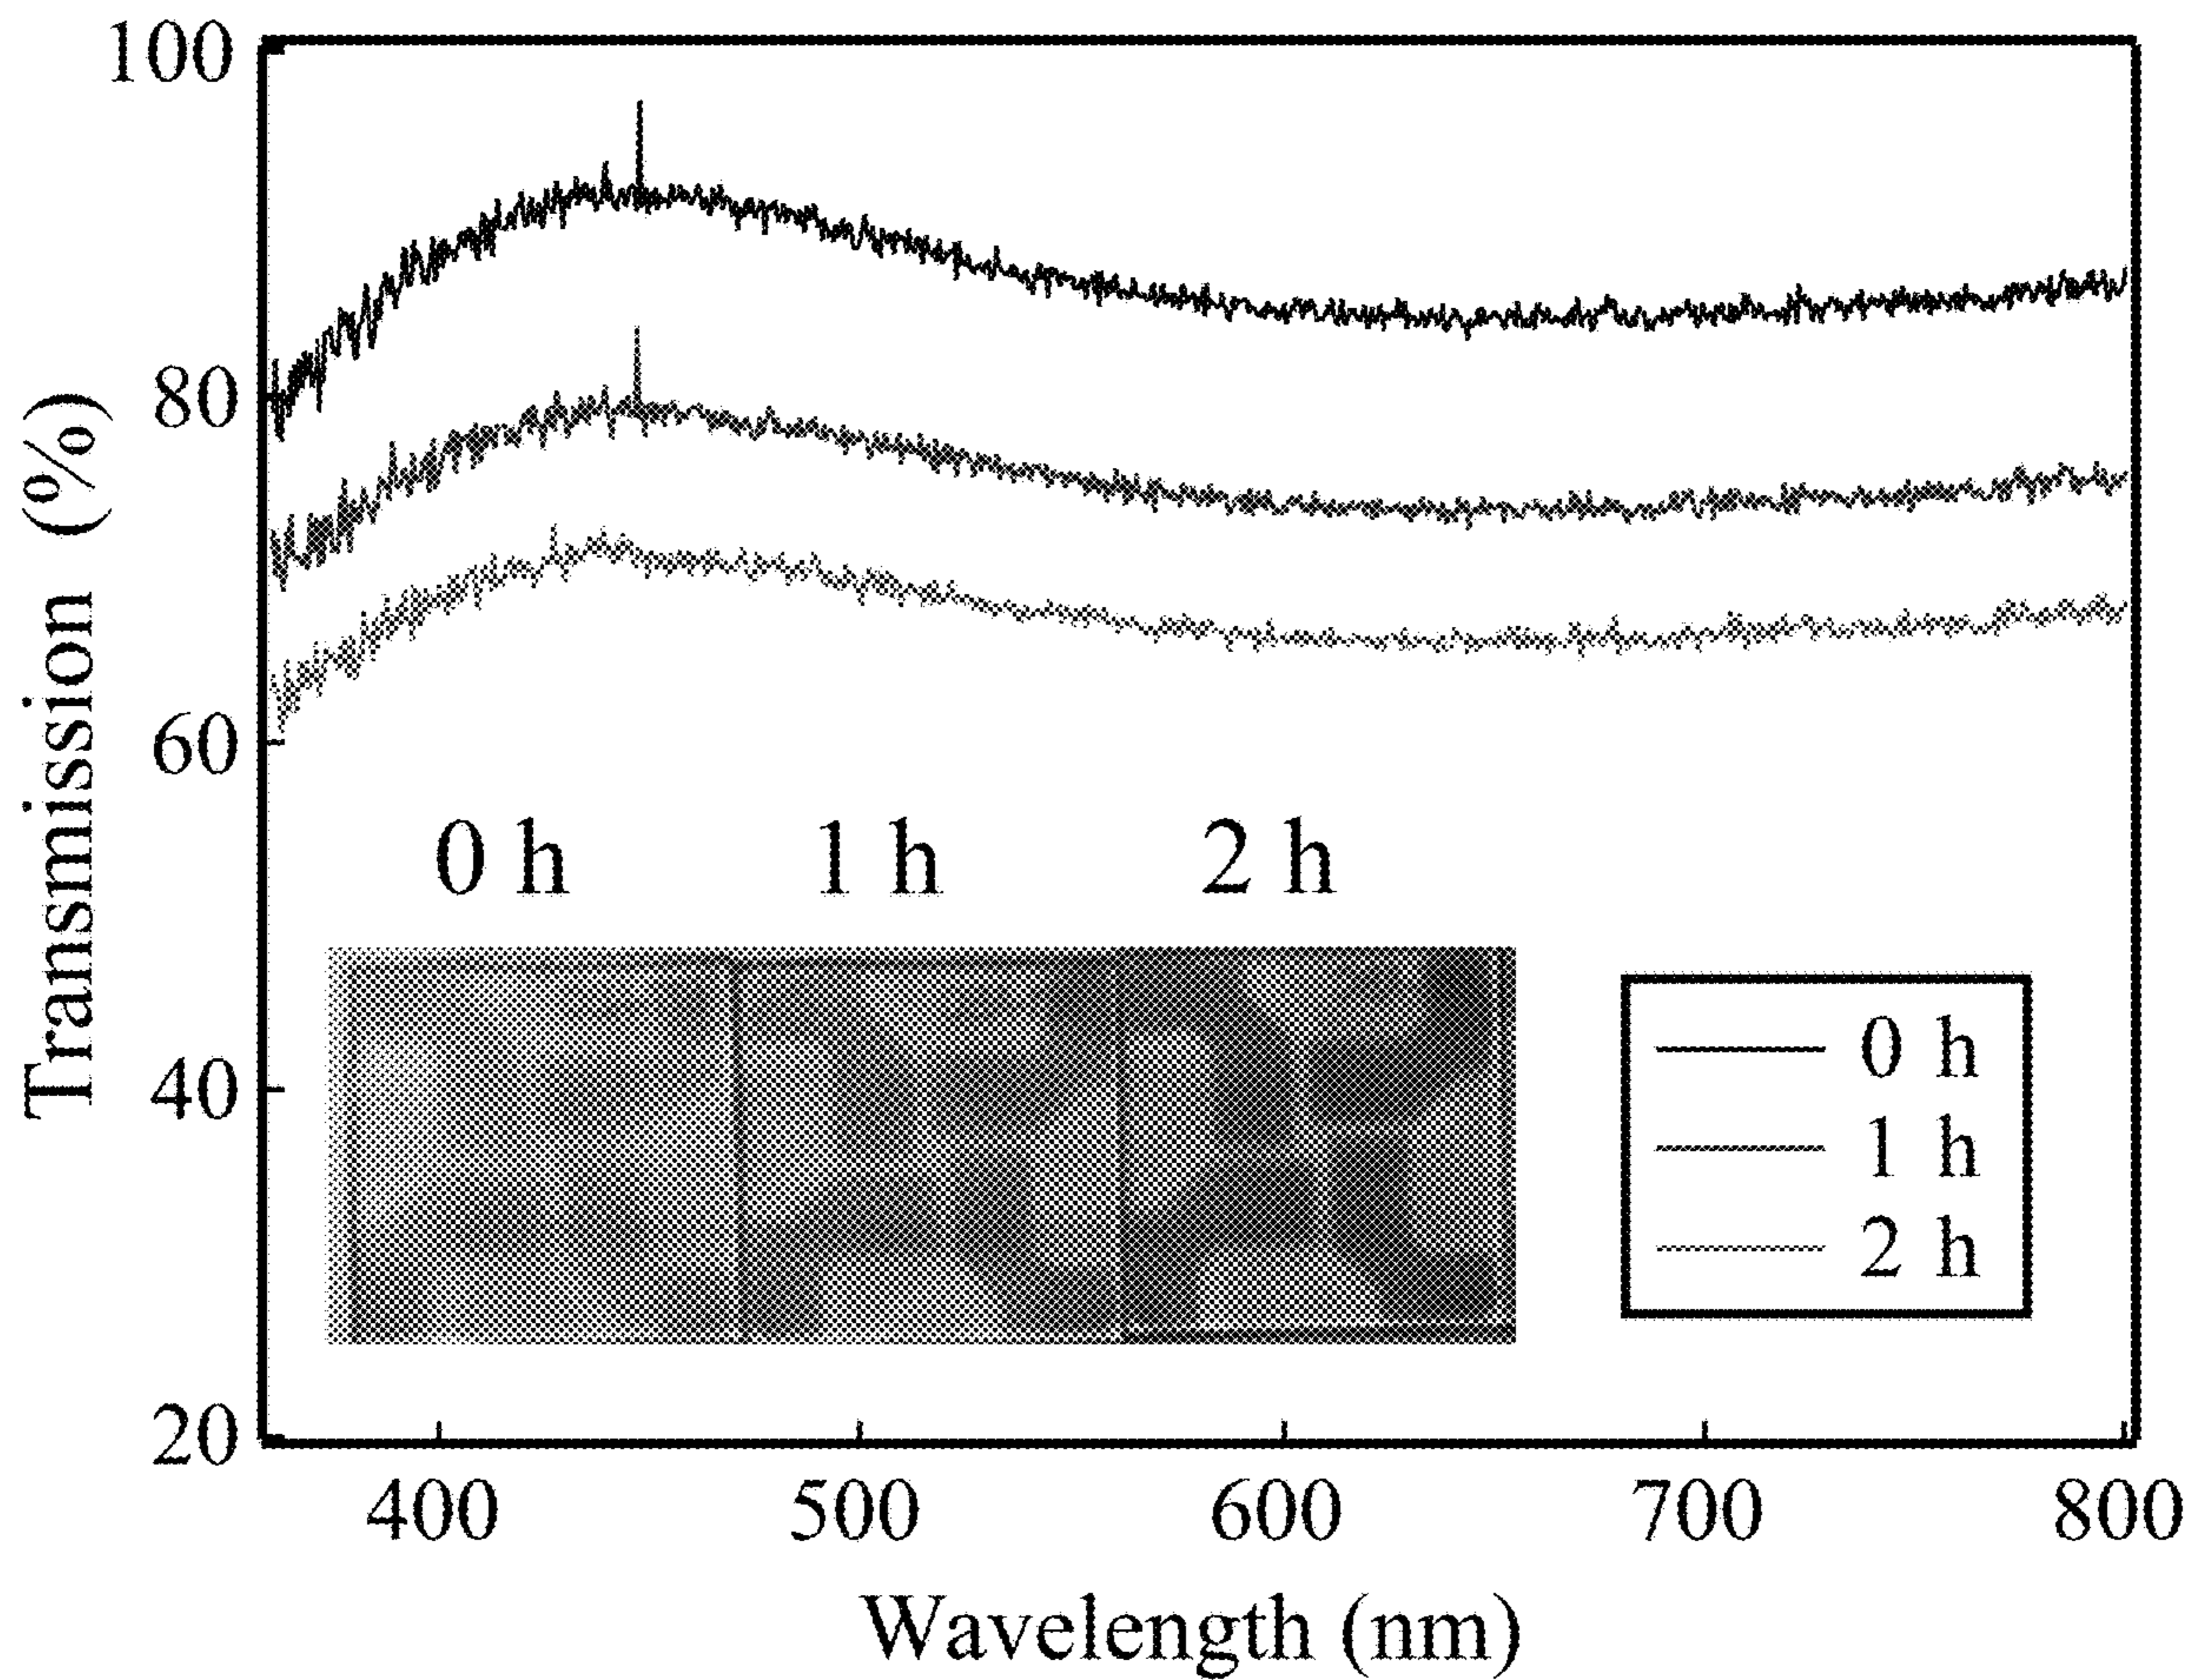 100
80
60
40
20
Transmission (%)
0 h 1 h 2 h
0 h
1 h
2 h
400 500 600 700 800
Wavelength (nm)